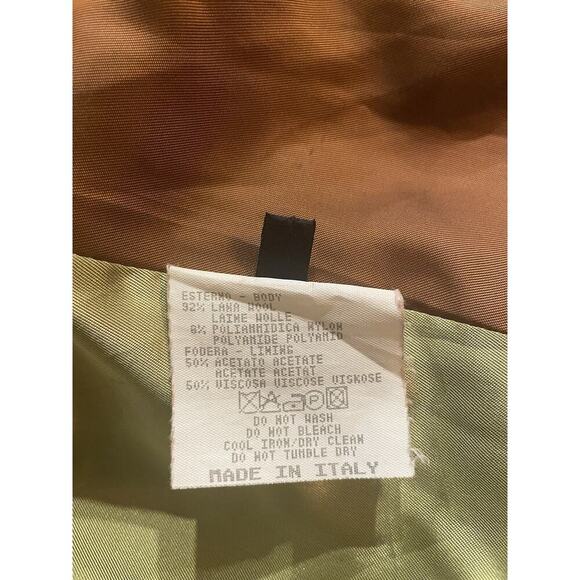 ESTERNO - BODY
92% LANA WOOL
LAINE WOLLE
8% POLIAMMIDICA NYLON
POLYAMIDE POLYAMID
FODERA - LINING
50% ACETATO ACETATE
ACETATE ACETAT
50% VISCOSA VISCOSE VISKOSE
DO NOT WASH
DO NOT BLEACH
COOL IRON/DRY CLEAN
DO NOT TUMBLE DRY
MADE IN ITALY